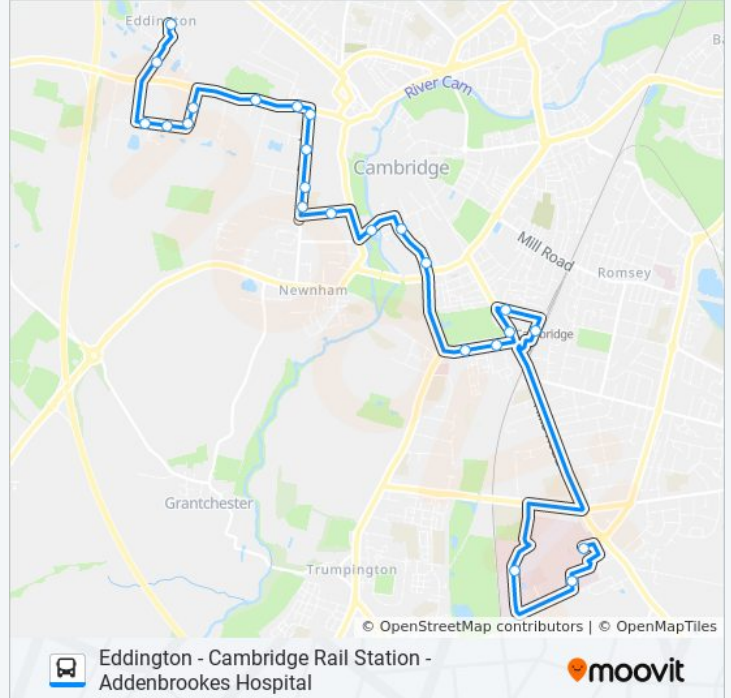 Eddington
River Cam
Cambridge
Mill Road
Romsey
Newnham
Grantchester
Trumpington
© OpenStreetMap contributors | © OpenMapTiles
Eddington - Cambridge Rail Station -
Addenbrookes Hospital
moovit